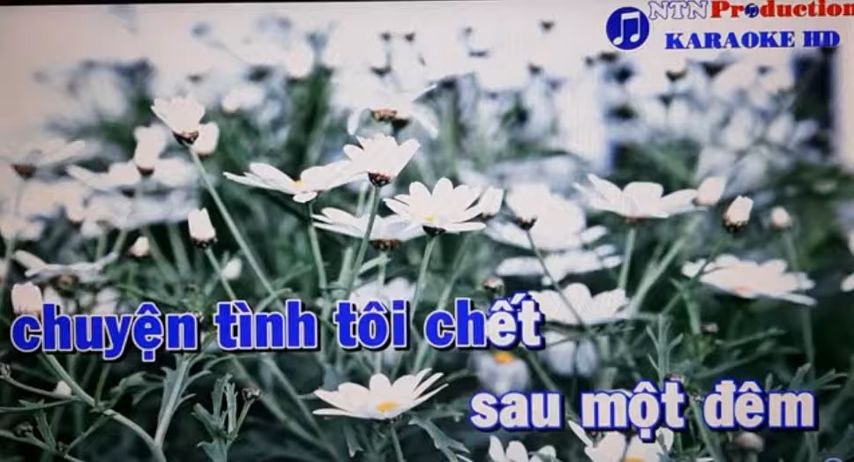 NTN Production
KARAOKE HD
chuyện tình tôi chết
sau một đêm